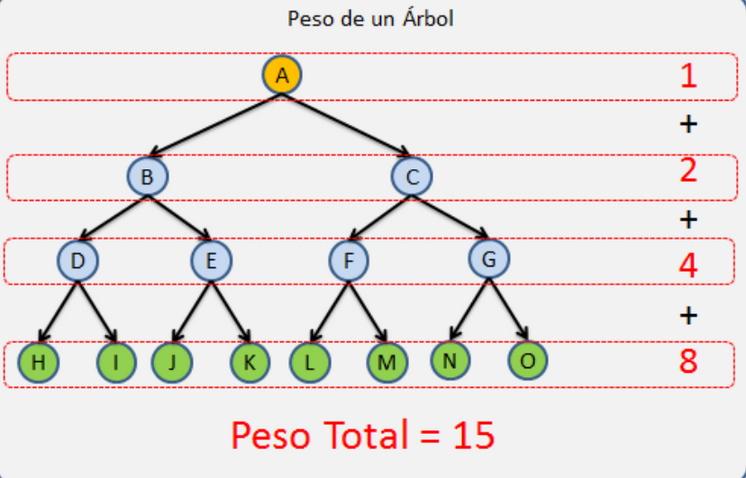 Peso de un Árbol
A 1
+
B C 2
+
D E F G 4
+
H I J K L M N O 8
Peso Total = 15